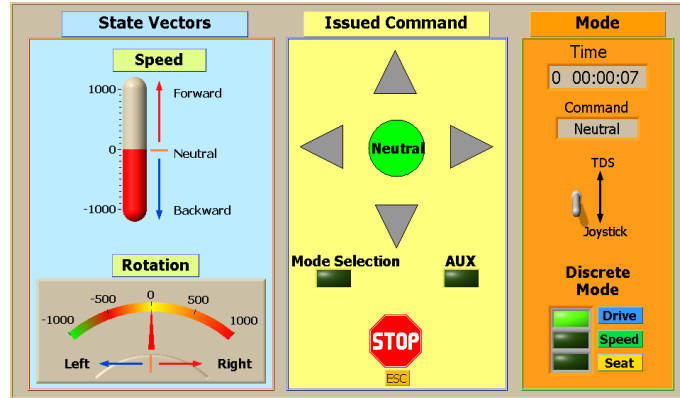 State Vectors
Speed
1000
Forward
0
Neutral
-1000
Backward
Rotation
-1000
-500
0
500
1000
Left
Right
Issued Command
Neutral
Mode Selection
AUX
STOP
ESC
Mode
Time
0 00:00:07
Command
Neutral
TDS
Joystick
Discrete
Mode
Drive
Speed
Seat